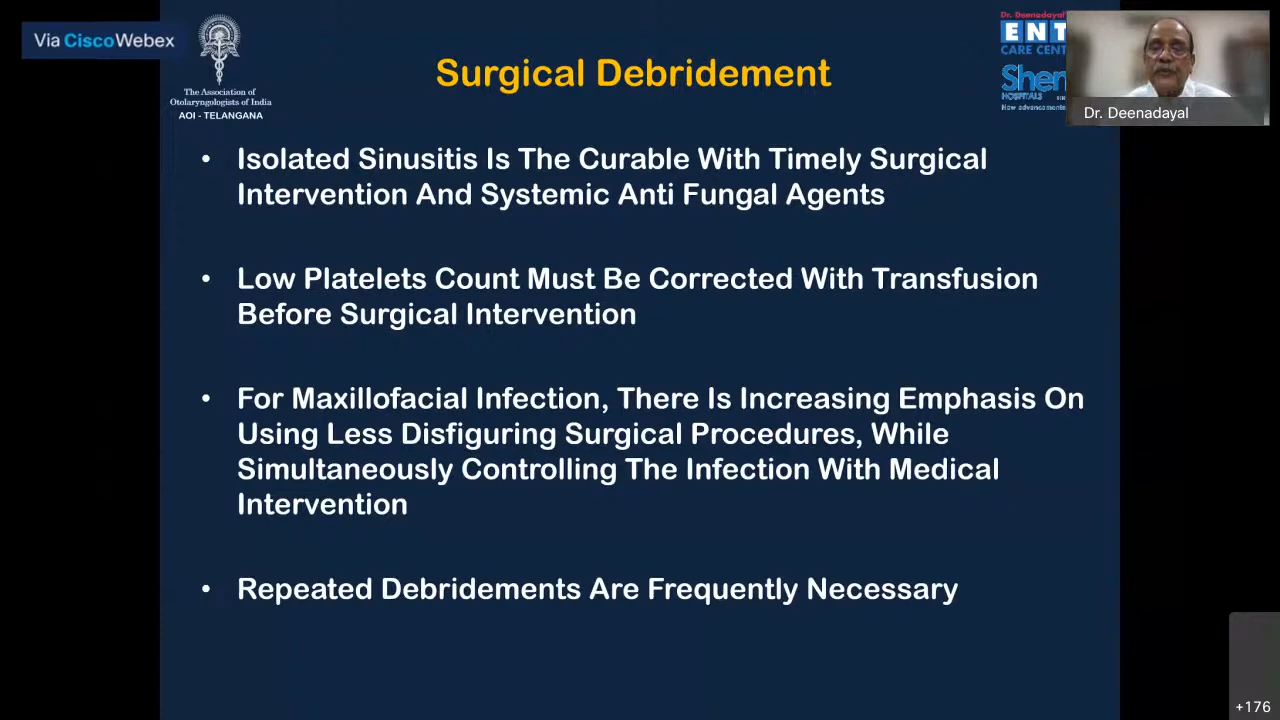 Via CiscoWebex
The Association of
Otolaryngologists of India
AOI - TELANGANA
Surgical Debridement
Dr. Deenadayal
ENT
CARE CENT
Shen
HOSPITALS
New advancements
Dr. Deenadayal
• Isolated Sinusitis Is The Curable With Timely Surgical
Intervention And Systemic Anti Fungal Agents
• Low Platelets Count Must Be Corrected With Transfusion
Before Surgical Intervention
• For Maxillofacial Infection, There Is Increasing Emphasis On
Using Less Disfiguring Surgical Procedures, While
Simultaneously Controlling The Infection With Medical
Intervention
• Repeated Debridements Are Frequently Necessary
+176